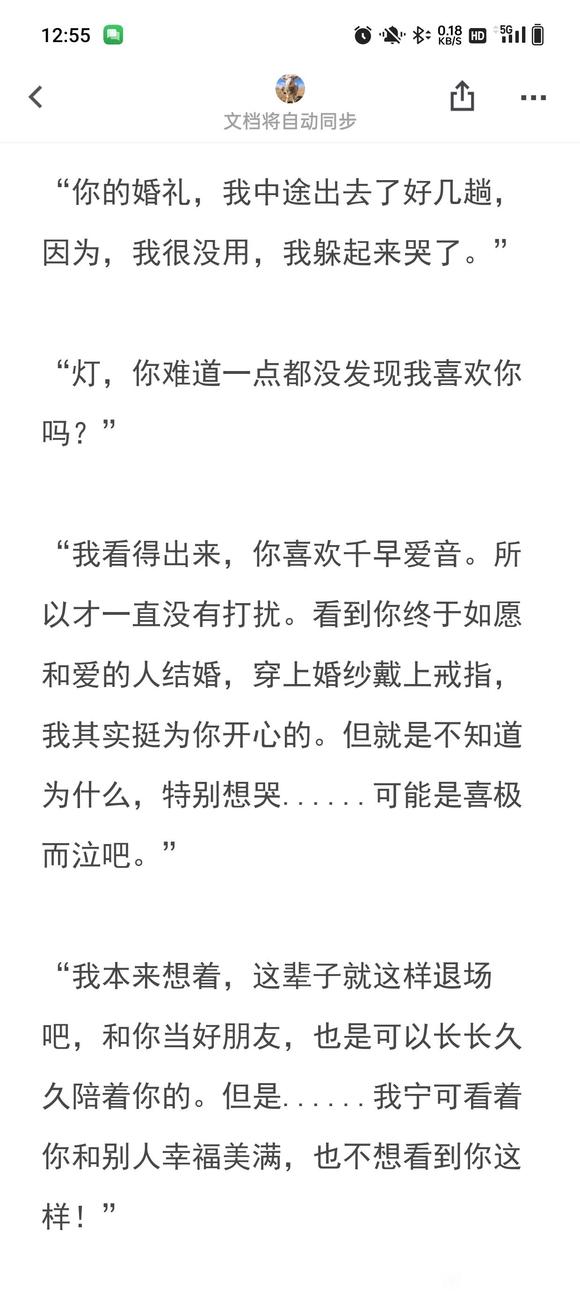 12:55
0.18
KB/S
HD
5G
文档将自动同步
“你的婚礼，我中途出去了好几趟，
因为，我很没用，我躲起来哭了。”
“灯，你难道一点都没发现我喜欢你
吗？”
“我看得出来，你喜欢千早爱音。所
以才一直没有打扰。看到你终于如愿
和爱的人结婚，穿上婚纱戴上戒指，
我其实挺为你开心的。但就是不知道
为什么，特别想哭......可能是喜极
而泣吧。”
“我本来想着，这辈子就这样退场
吧，和你当好朋友，也是可以长长久
久陪着你的。但是......我宁可看着
你和别人幸福美满，也不想看到你这
样！”